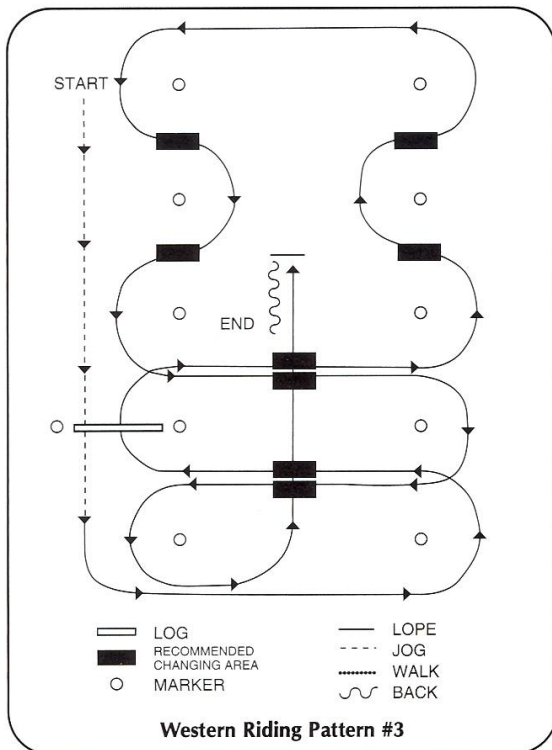 START
END
LOG
RECOMMENDED
CHANGING AREA
MARKER
LOPE
JOG
WALK
BACK
Western Riding Pattern #3